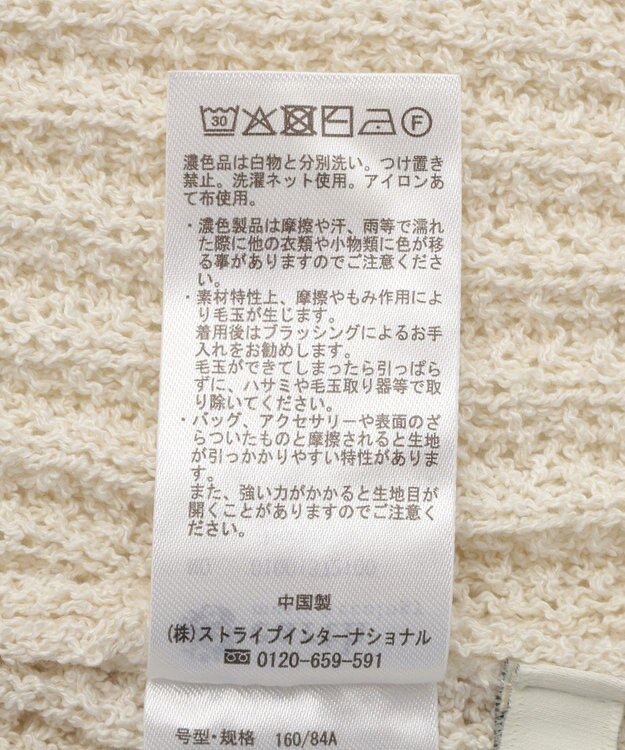 30 F
濃色品は白物と分別洗い。つけ置き
禁止。洗濯ネット使用。アイロンあ
て布使用。
・濃色製品は摩擦や汗、雨等で濡れ
た際に他の衣類や小物類に色が移
る事がありますのでご注意くださ
い。
・素材特性上、摩擦やもみ作用によ
り毛玉が生じます。
着用後はブラッシングによるお手
入れをお勧めします。
毛玉ができてしまったら引っぱら
ずに、ハサミや毛玉取り器等で取
り除いてください。
・バッグ、アクセサリーや表面のざ
らついたものと摩擦されると生地
が引っかかりやすい特性がありま
す。
また、強い力がかかると生地目が
開くことがありますのでご注意く
ださい。
中国製
(株)ストライプインターナショナル
0120-659-591
号型・规格 160/84A